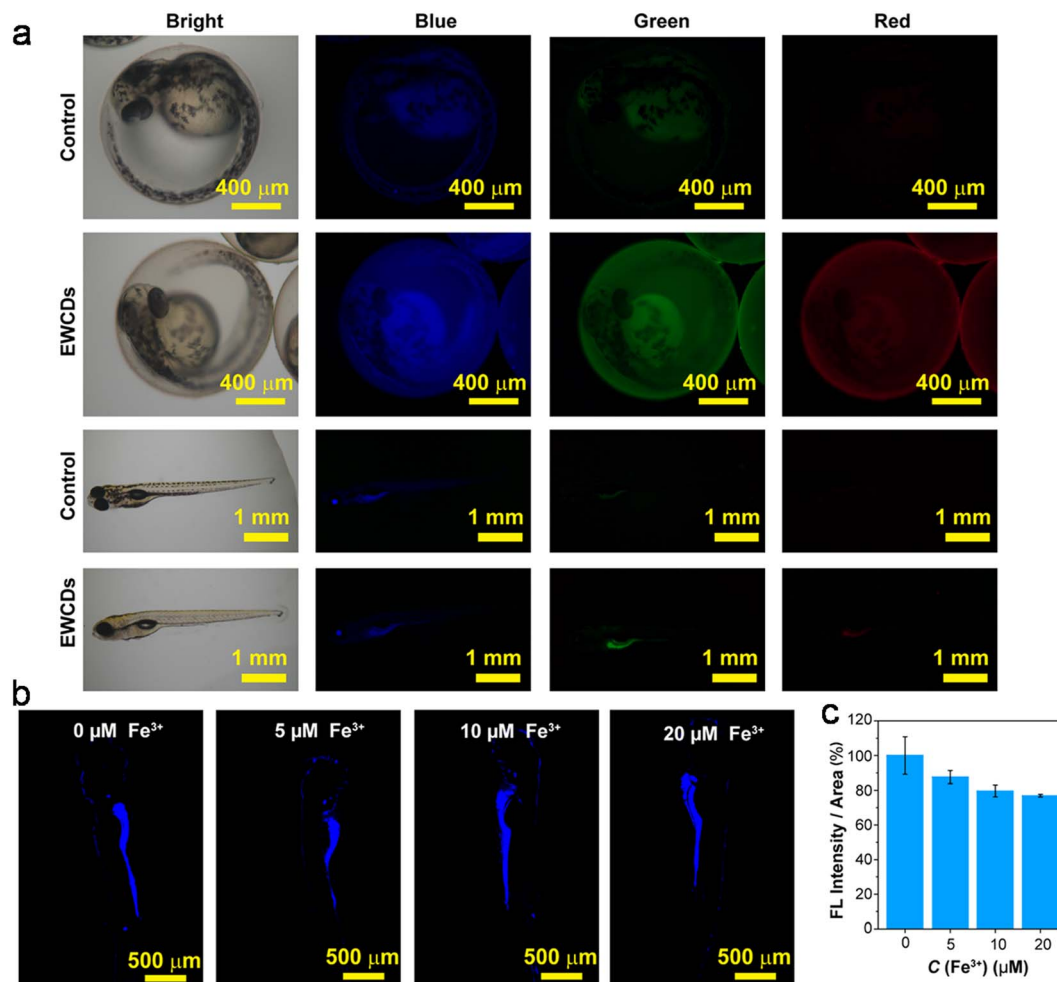 a
Bright Blue Green Red
Control
400 μm 400 μm 400 μm 400 μm
EWCDs
400 μm 400 μm 400 μm 400 μm
Control
1 mm 1 mm 1 mm 1 mm
EWCDs
1 mm 1 mm 1 mm 1 mm
b
0 μM Fe³⁺ 5 μM Fe³⁺ 10 μM Fe³⁺ 20 μM Fe³⁺
500 μm 500 μm 500 μm 500 μm
c
FL Intensity / Area (%)
120
100
80
60
40
20
0
0 5 10 20
C (Fe³⁺) (μM)